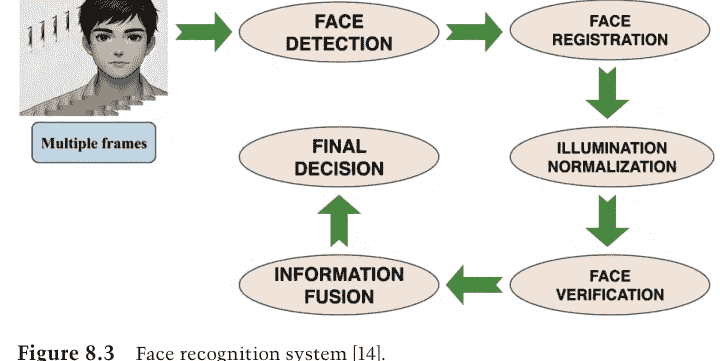 FACE
DETECTION
FACE
REGISTRATION
Multiple frames
FINAL
DECISION
ILLUMINATION
NORMALIZATION
INFORMATION
FUSION
FACE
VERIFICATION
Figure 8.3 Face recognition system [14].